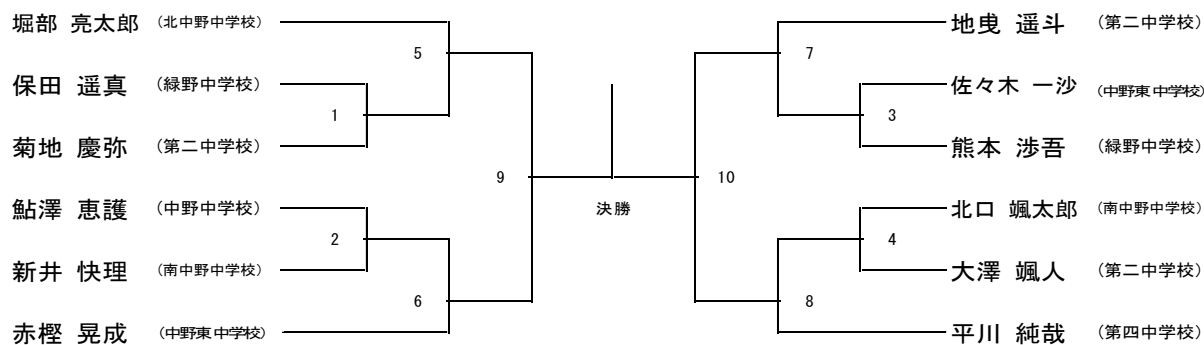 堀部 亮太郎 (北中野中学校)
5
保田 遥真 (緑野中学校)
1
菊地 慶弥 (第二中学校)
9
鮎澤 恵護 (中野中学校)
2
新井 快理 (南中野中学校)
6
赤樫 晃成 (中野東中学校)
決勝
地曵 遥斗 (第二中学校)
7
佐々木 一沙 (中野東中学校)
3
熊本 渉吾 (緑野中学校)
10
北口 颯太郎 (南中野中学校)
4
大澤 颯人 (第二中学校)
8
平川 純哉 (第四中学校)